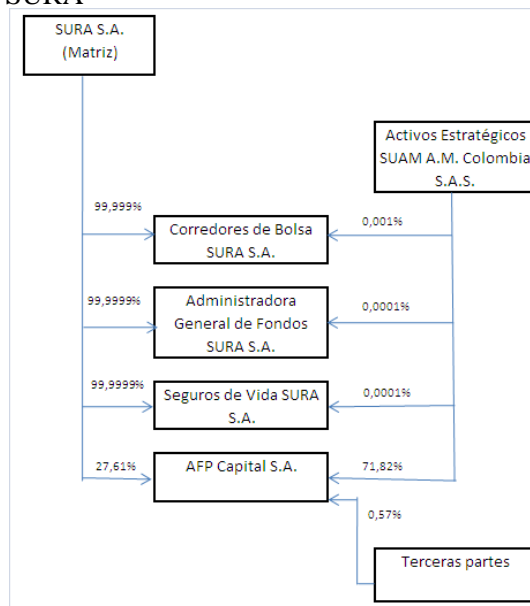 SURA
SURA S.A.
(Matriz)
Activos Estratégicos
SUAM A.M. Colombia
S.A.S.
99,999%
0,001%
Corredores de Bolsa
SURA S.A.
99,9999%
Administradora
General de Fondos
SURA S.A.
0,0001%
99,9999%
Seguros de Vida SURA
S.A.
0,0001%
27,61%
AFP Capital S.A.
71,82%
0,57%
Terceras partes